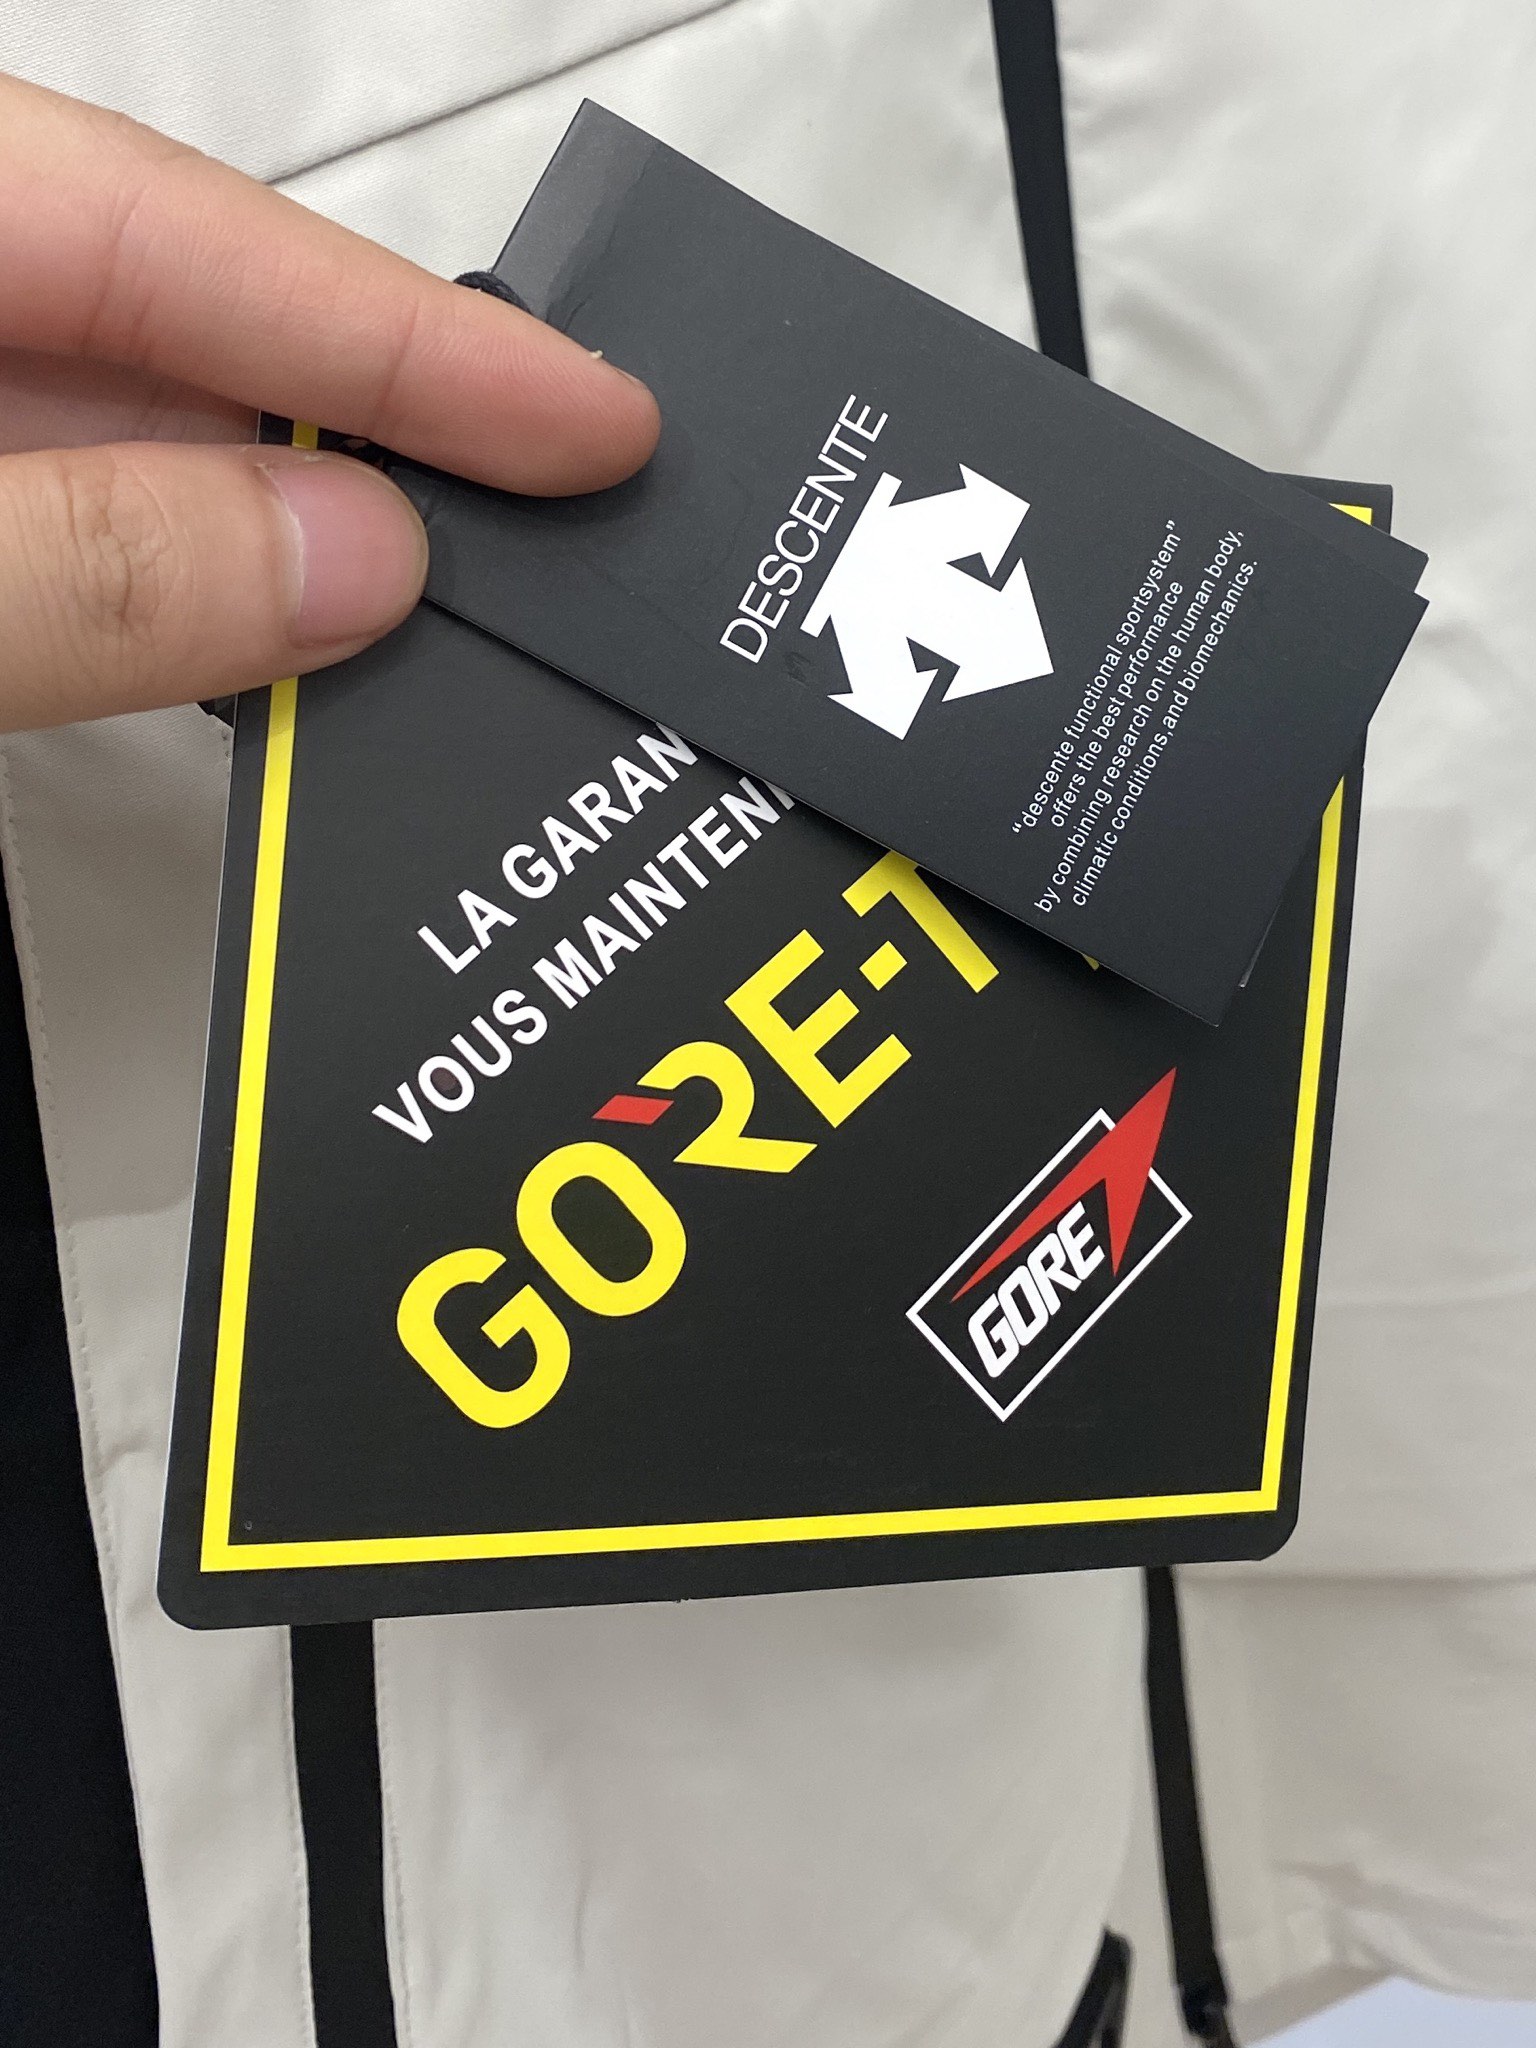 DESCENTE
“descente functional sportsystem”
offers the best performance
by combining research on the human body,
climatic conditions,and biomechanics.
LA GARAN
VOUS MAINTENI
GORE-T
GORE